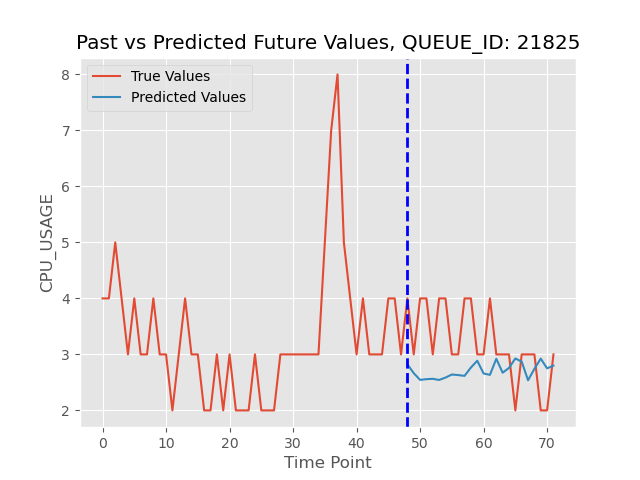 Past vs Predicted Future Values, QUEUE_ID: 21825
True Values
Predicted Values
CPU_USAGE
8
7
6
5
4
3
2
0 10 20 30 40 50 60 70
Time Point